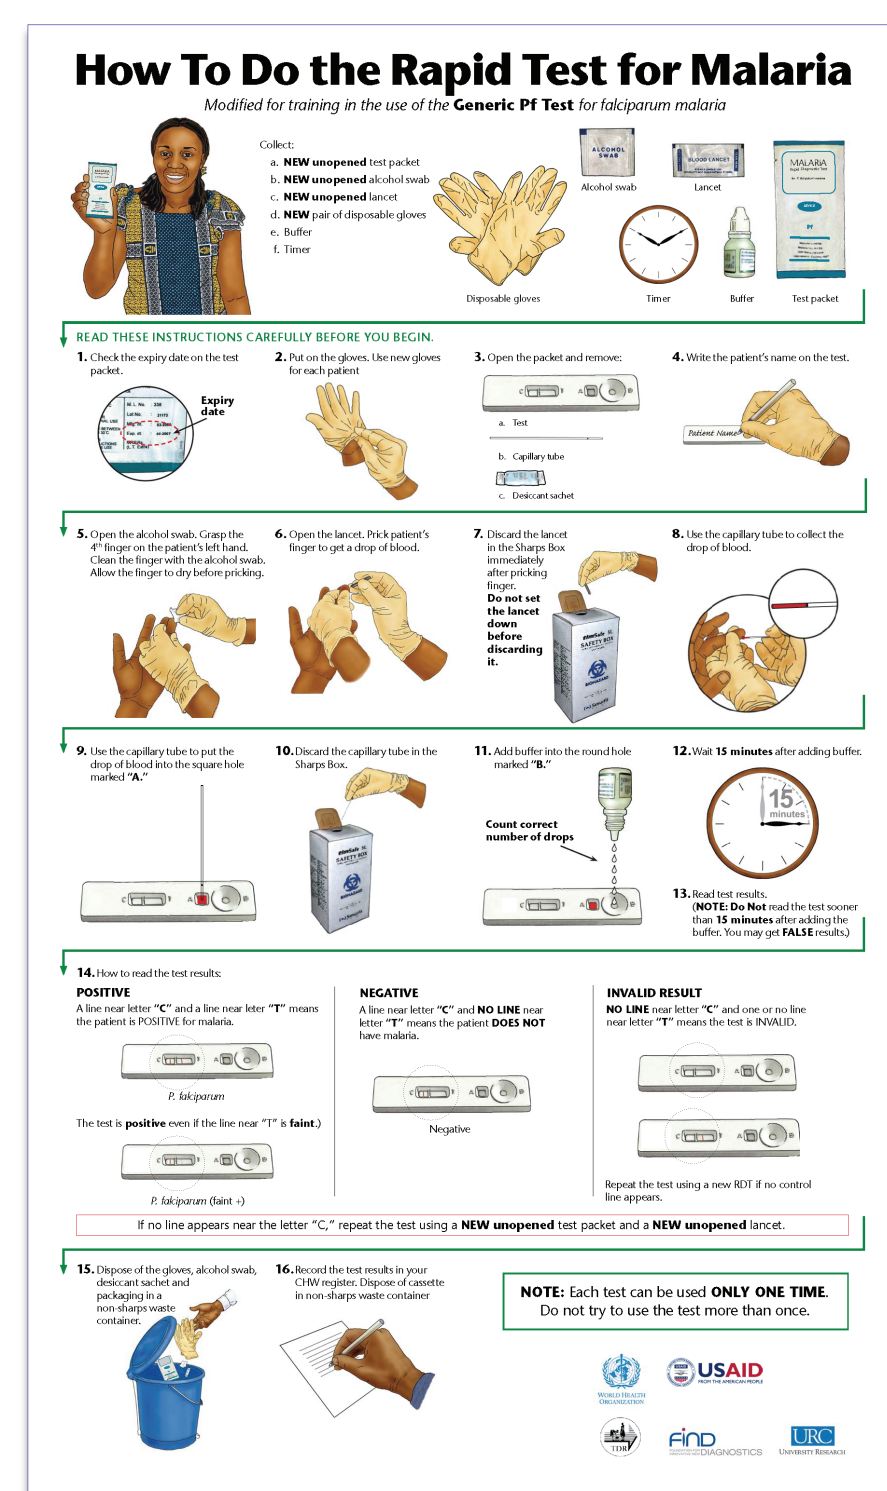 How To Do the Rapid Test for Malaria
Modified for training in the use of the Generic Pf Test for falciparum malaria
Collect:
a. NEW unopened test packet
b. NEW unopened alcohol swab
c. NEW unopened lancet
d. NEW pair of disposable gloves
e. Buffer
f. Timer
Disposable gloves
ALCOHOL
SWAB
Alcohol swab
BLOOD LANCET
Lancet
Timer
Buffer
MALARIA
Pf
Test packet
READ THESE INSTRUCTIONS CAREFULLY BEFORE YOU BEGIN.
1. Check the expiry date on the test
packet.
Expiry
date
2. Put on the gloves. Use new gloves
for each patient
3. Open the packet and remove:
a. Test
b. Capillary tube
c. Desiccant sachet
4. Write the patient's name on the test.
Patient Name
5. Open the alcohol swab. Grasp the
4th finger on the patient's left hand.
Clean the finger with the alcohol swab.
Allow the finger to dry before pricking.
6. Open the lancet. Prick patient's
finger to get a drop of blood.
7. Discard the lancet
in the Sharps Box
immediately
after pricking
finger.
Do not set
the lancet
down
before
discarding
it.
SAFETY BOX
BIOHAZARD
8. Use the capillary tube to collect the
drop of blood.
9. Use the capillary tube to put the
drop of blood into the square hole
marked "A."
C T A B
10. Discard the capillary tube in the
Sharps Box.
SAFETY BOX
11. Add buffer into the round hole
marked "B."
Count correct
number of drops
12. Wait 15 minutes after adding buffer.
15
minutes
13. Read test results.
(NOTE: Do Not read the test sooner
than 15 minutes after adding the
buffer. You may get FALSE results.)
14. How to read the test results:
POSITIVE
A line near letter "C" and a line near leter "T" means
the patient is POSITIVE for malaria.
P. falciparum
The test is positive even if the line near "T" is faint.)
P. falciparum (faint +)
NEGATIVE
A line near letter "C" and NO LINE near
letter "T" means the patient DOES NOT
have malaria.
Negative
INVALID RESULT
NO LINE near letter "C" and one or no line
near letter "T" means the test is INVALID.
Repeat the test using a new RDT if no control
line appears.
If no line appears near the letter "C," repeat the test using a NEW unopened test packet and a NEW unopened lancet.
15. Dispose of the gloves, alcohol swab,
desiccant sachet and
packaging in a
non-sharps waste
container.
16. Record the test results in your
CHW register. Dispose of cassette
in non-sharps waste container
NOTE: Each test can be used ONLY ONE TIME.
Do not try to use the test more than once.
WORLD HEALTH
ORGANIZATION
USAID
FROM THE AMERICAN PEOPLE
TDR
FIND
DIAGNOSTICS
URC
UNIVERSITY RESEARCH